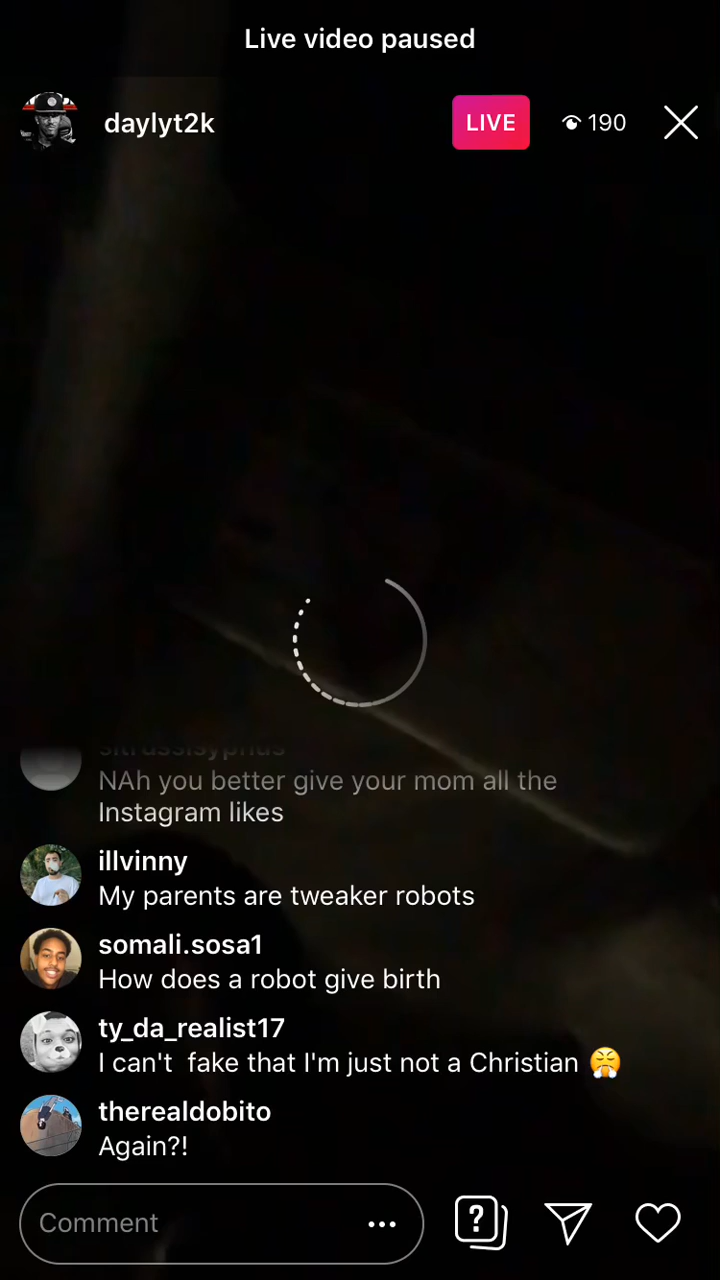 Live video paused
daylyt2k
LIVE
190
NAh you better give your mom all the
Instagram likes
illvinny
My parents are tweaker robots
somali.sosa1
How does a robot give birth
ty_da_realist17
I can't  fake that I'm just not a Christian 😤
therealdobito
Again?!
Comment